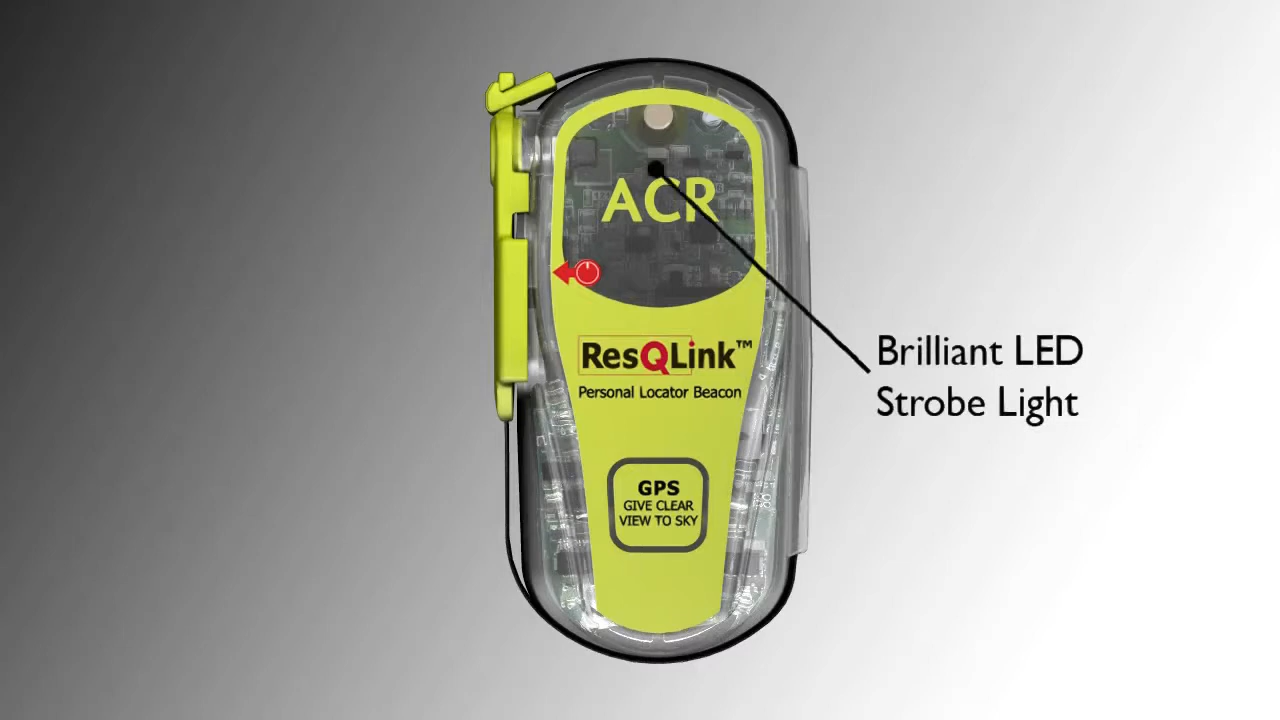 ACR
ResQLink™
Personal Locator Beacon
GPS
GIVE CLEAR
VIEW TO SKY
Brilliant LED
Strobe Light